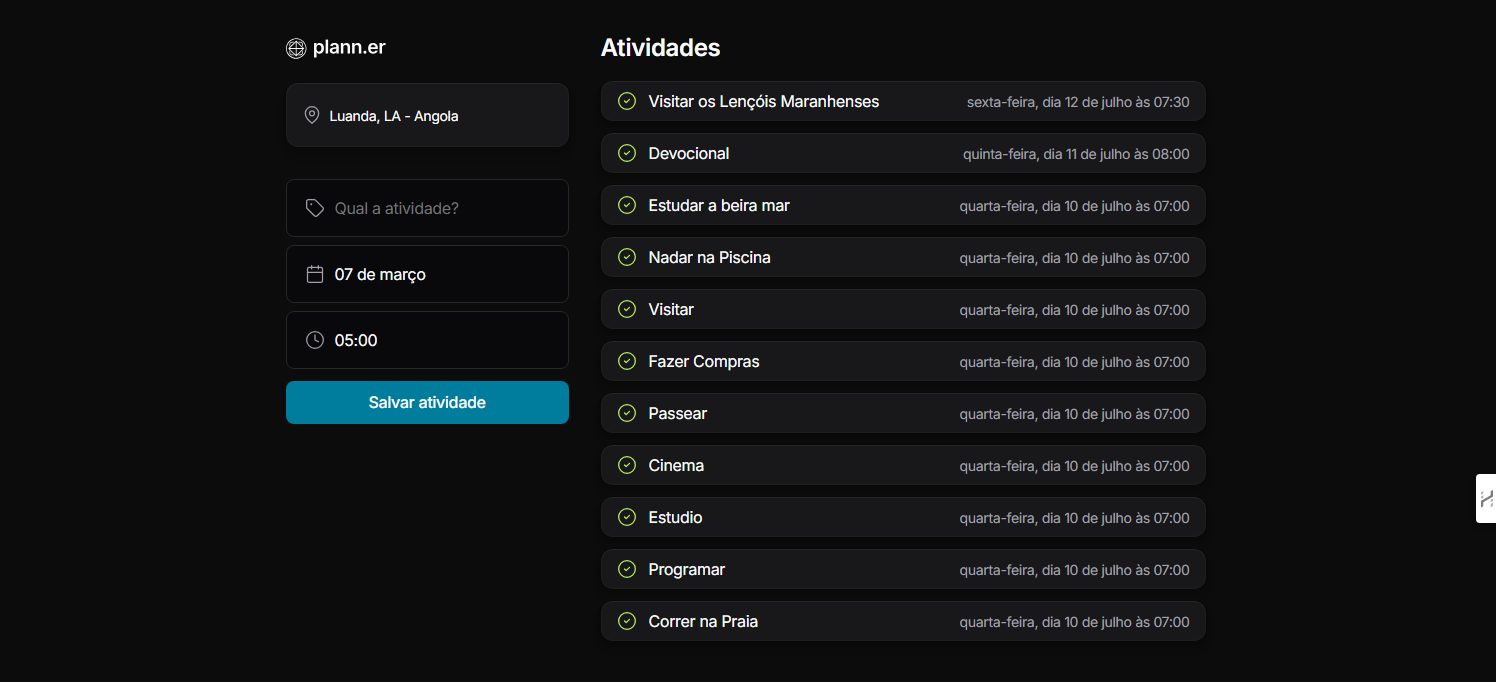 plann.er
Luanda, LA - Angola
Qual a atividade?
07 de março
05:00
Salvar atividade
Atividades
Visitar os Lençóis Maranhenses sexta-feira, dia 12 de julho às 07:30
Devocional quinta-feira, dia 11 de julho às 08:00
Estudar a beira mar quarta-feira, dia 10 de julho às 07:00
Nadar na Piscina quarta-feira, dia 10 de julho às 07:00
Visitar quarta-feira, dia 10 de julho às 07:00
Fazer Compras quarta-feira, dia 10 de julho às 07:00
Passear quarta-feira, dia 10 de julho às 07:00
Cinema quarta-feira, dia 10 de julho às 07:00
Estudio quarta-feira, dia 10 de julho às 07:00
Programar quarta-feira, dia 10 de julho às 07:00
Correr na Praia quarta-feira, dia 10 de julho às 07:00